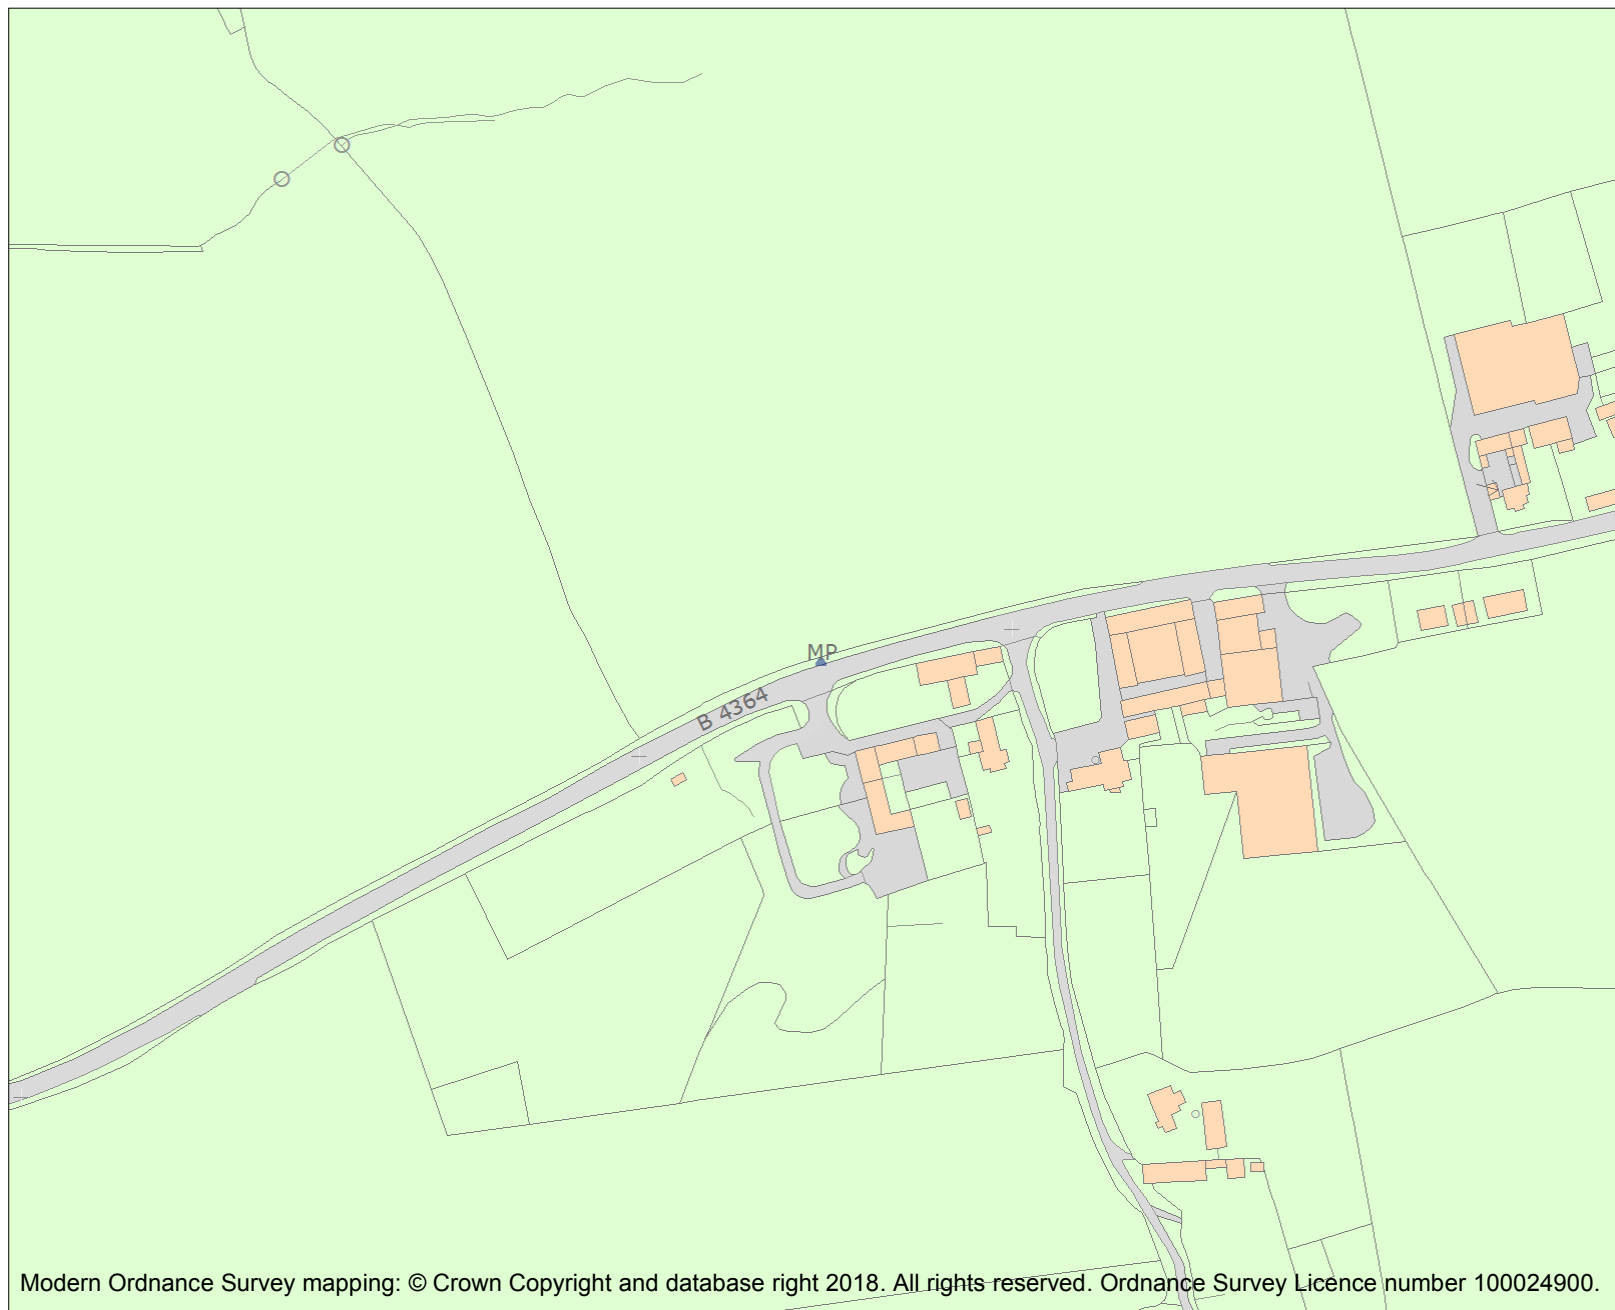 MP
B 4364
Modern Ordnance Survey mapping: © Crown Copyright and database right 2018. All rights reserved. Ordnance Survey Licence number 100024900.